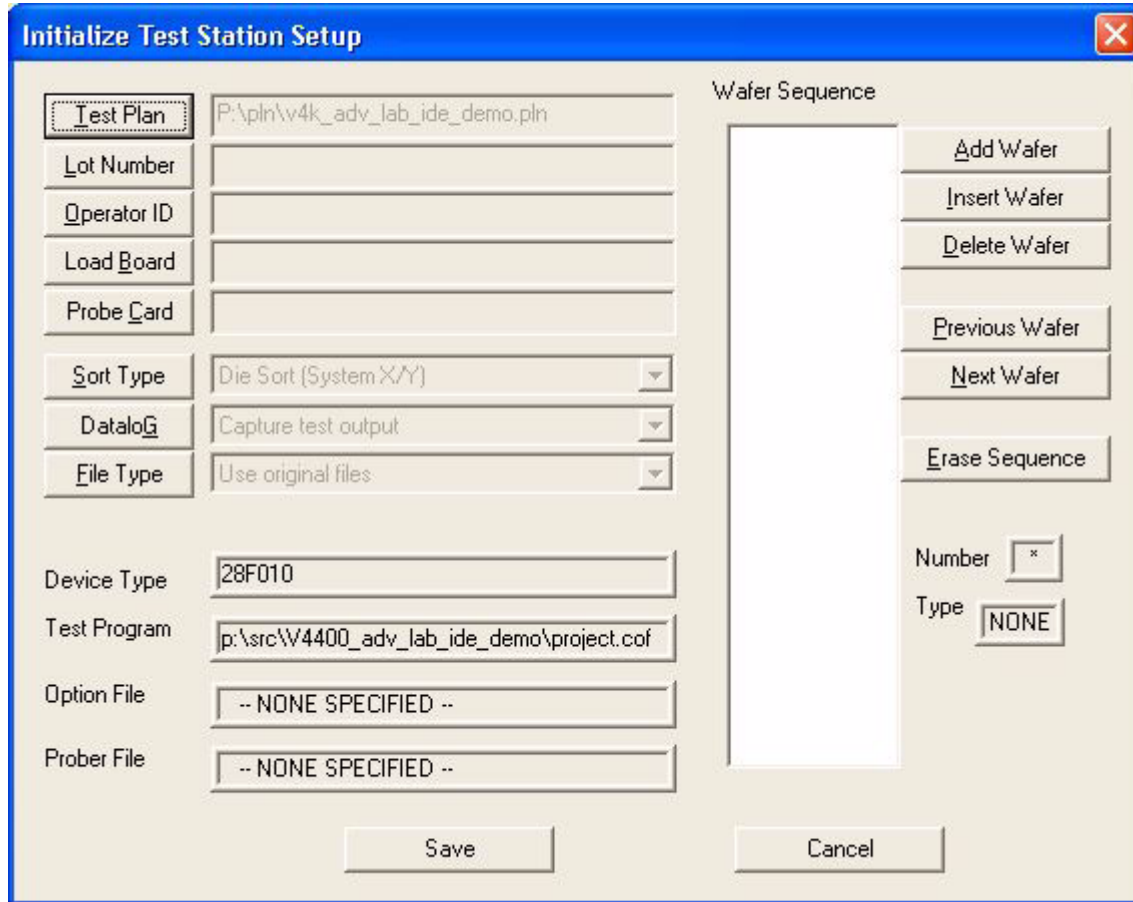 Initialize Test Station Setup
Test Plan
P:\pln\v4k_adv_lab_ide_demo.pln
Lot Number
Operator ID
Load Board
Probe Card
Sort Type
Die Sort (System X/Y)
DataloG
Capture test output
File Type
Use original files
Device Type
28F010
Test Program
p:\src\V4400_adv_lab_ide_demo\project.cof
Option File
-- NONE SPECIFIED --
Prober File
-- NONE SPECIFIED --
Wafer Sequence
Add Wafer
Insert Wafer
Delete Wafer
Previous Wafer
Next Wafer
Erase Sequence
Number
*
Type
NONE
Save
Cancel